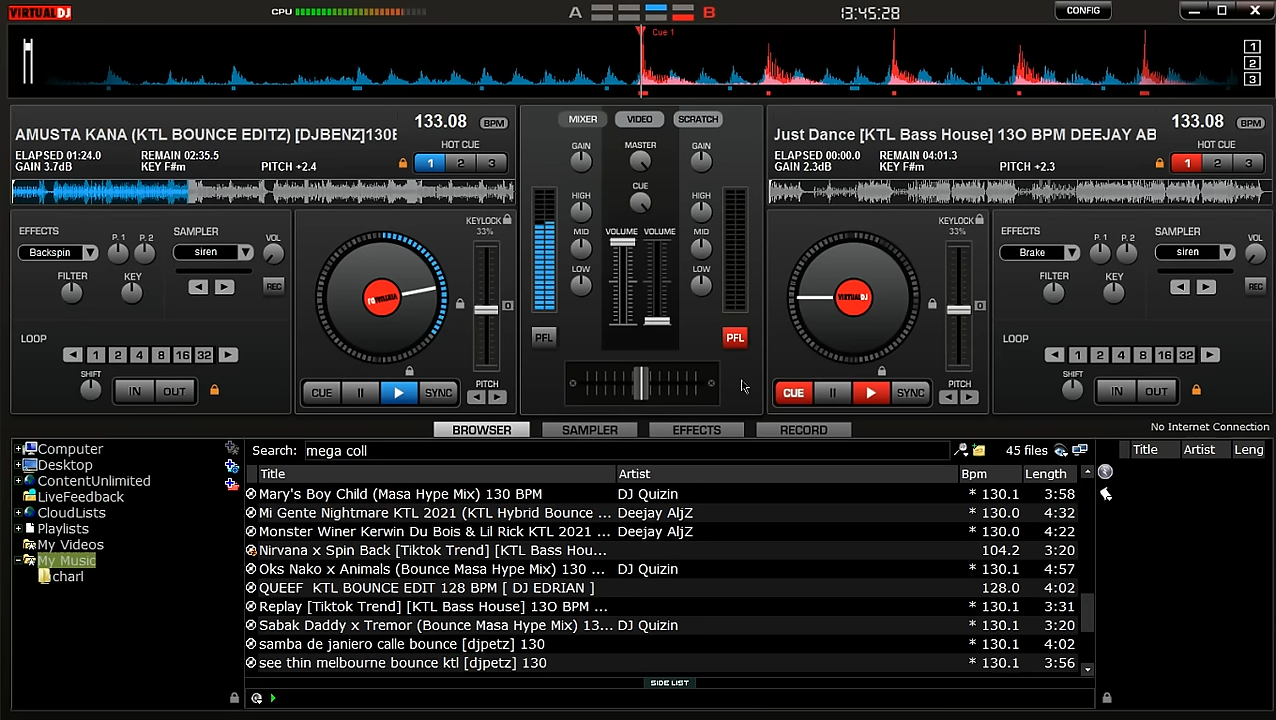 VIRTUAL DJ
CPU
A B
13:45:28
CONFIG
Cue 1
1
2
3
AMUSTA KANA (KTL BOUNCE EDITZ) [DJBENZ]130B
133.08 BPM
ELAPSED 01:24.0 REMAIN 02:35.5
GAIN 3.7dB KEY F#m PITCH +2.4
HOT CUE
1 2 3
EFFECTS P. 1 P. 2 SAMPLER VOL
Backspin siren
FILTER KEY REC
LOOP
1 2 4 8 16 32
SHIFT IN OUT
KEYLOCK
33%
0
VIRTUALDJ
CUE II SYNC PITCH
MIXER VIDEO SCRATCH
GAIN MASTER GAIN
CUE
HIGH HIGH
MID VOLUME VOLUME MID
LOW LOW
PFL PFL
Just Dance [KTL Bass House] 13O BPM DEEJAY AB
133.08 BPM
ELAPSED 00:00.0 REMAIN 04:01.3
GAIN 2.3dB KEY F#m PITCH +2.3
HOT CUE
1 2 3
KEYLOCK
33%
0
VIRTUALDJ
CUE II SYNC PITCH
EFFECTS P. 1 P. 2 SAMPLER VOL
Brake siren
FILTER KEY REC
LOOP
1 2 4 8 16 32
SHIFT IN OUT
BROWSER SAMPLER EFFECTS RECORD
No Internet Connection
Computer
Desktop
ContentUnlimited
LiveFeedback
CloudLists
Playlists
My Videos
My Music
charl
Search: mega coll 45 files
Title Artist Bpm Length
Mary's Boy Child (Masa Hype Mix) 130 BPM DJ Quizin * 130.1 3:58
Mi Gente Nightmare KTL 2021 (KTL Hybrid Bounce ... Deejay AljZ * 130.0 4:32
Monster Winer Kerwin Du Bois & Lil Rick KTL 2021 ... Deejay AljZ * 130.0 4:22
Nirvana x Spin Back [Tiktok Trend] [KTL Bass Hou... 104.2 3:20
Oks Nako x Animals (Bounce Masa Hype Mix) 130 ... DJ Quizin * 130.1 4:57
QUEEF KTL BOUNCE EDIT 128 BPM [ DJ EDRIAN ] 128.0 4:02
Replay [Tiktok Trend] [KTL Bass House] 13O BPM ... * 130.1 3:31
Sabak Daddy x Tremor (Bounce Masa Hype Mix) 13... DJ Quizin * 130.1 3:20
samba de janiero calle bounce [djpetz] 130 * 130.1 4:02
see thin melbourne bounce ktl [djpetz] 130 * 130.1 3:56
SIDE LIST
Title Artist Leng